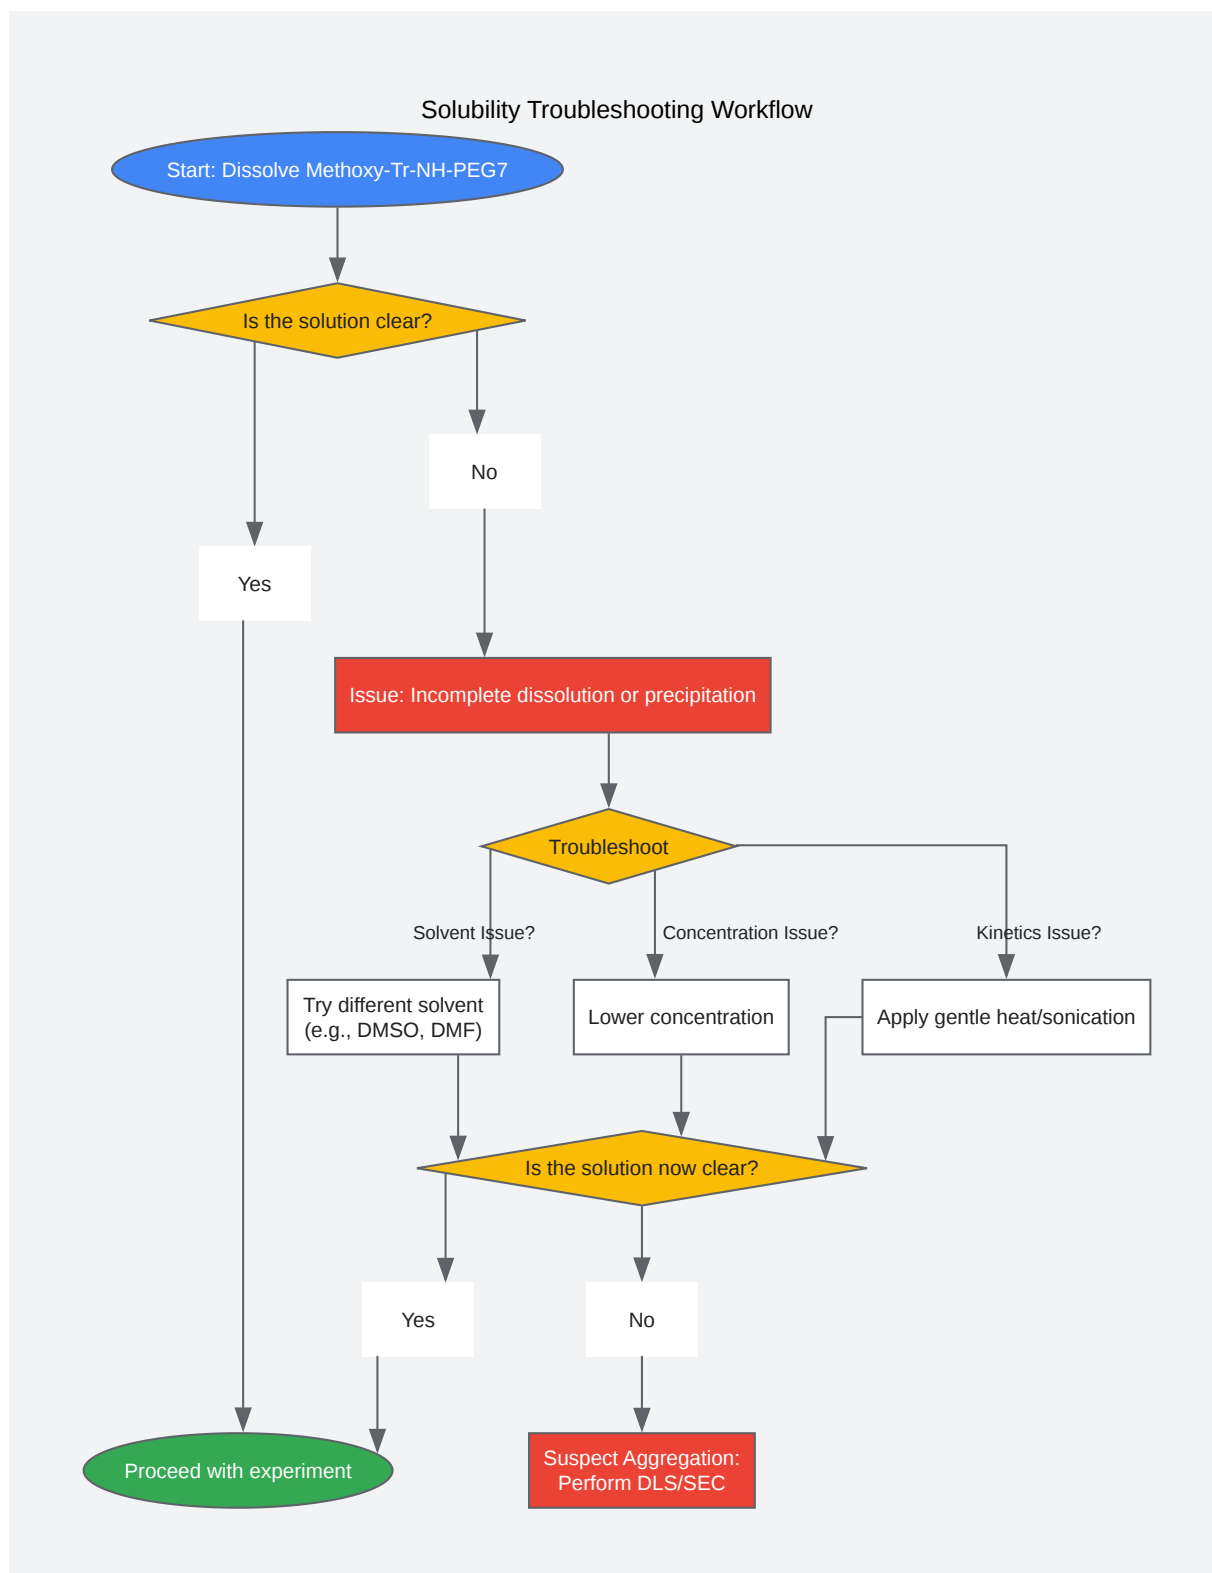 Solubility Troubleshooting Workflow
Start: Dissolve Methoxy-Tr-NH-PEG7
Is the solution clear?
No
Yes
Issue: Incomplete dissolution or precipitation
Troubleshoot
Solvent Issue?
Concentration Issue?
Kinetics Issue?
Try different solvent
(e.g., DMSO, DMF)
Lower concentration
Apply gentle heat/sonication
Is the solution now clear?
Yes
No
Proceed with experiment
Suspect Aggregation:
Perform DLS/SEC